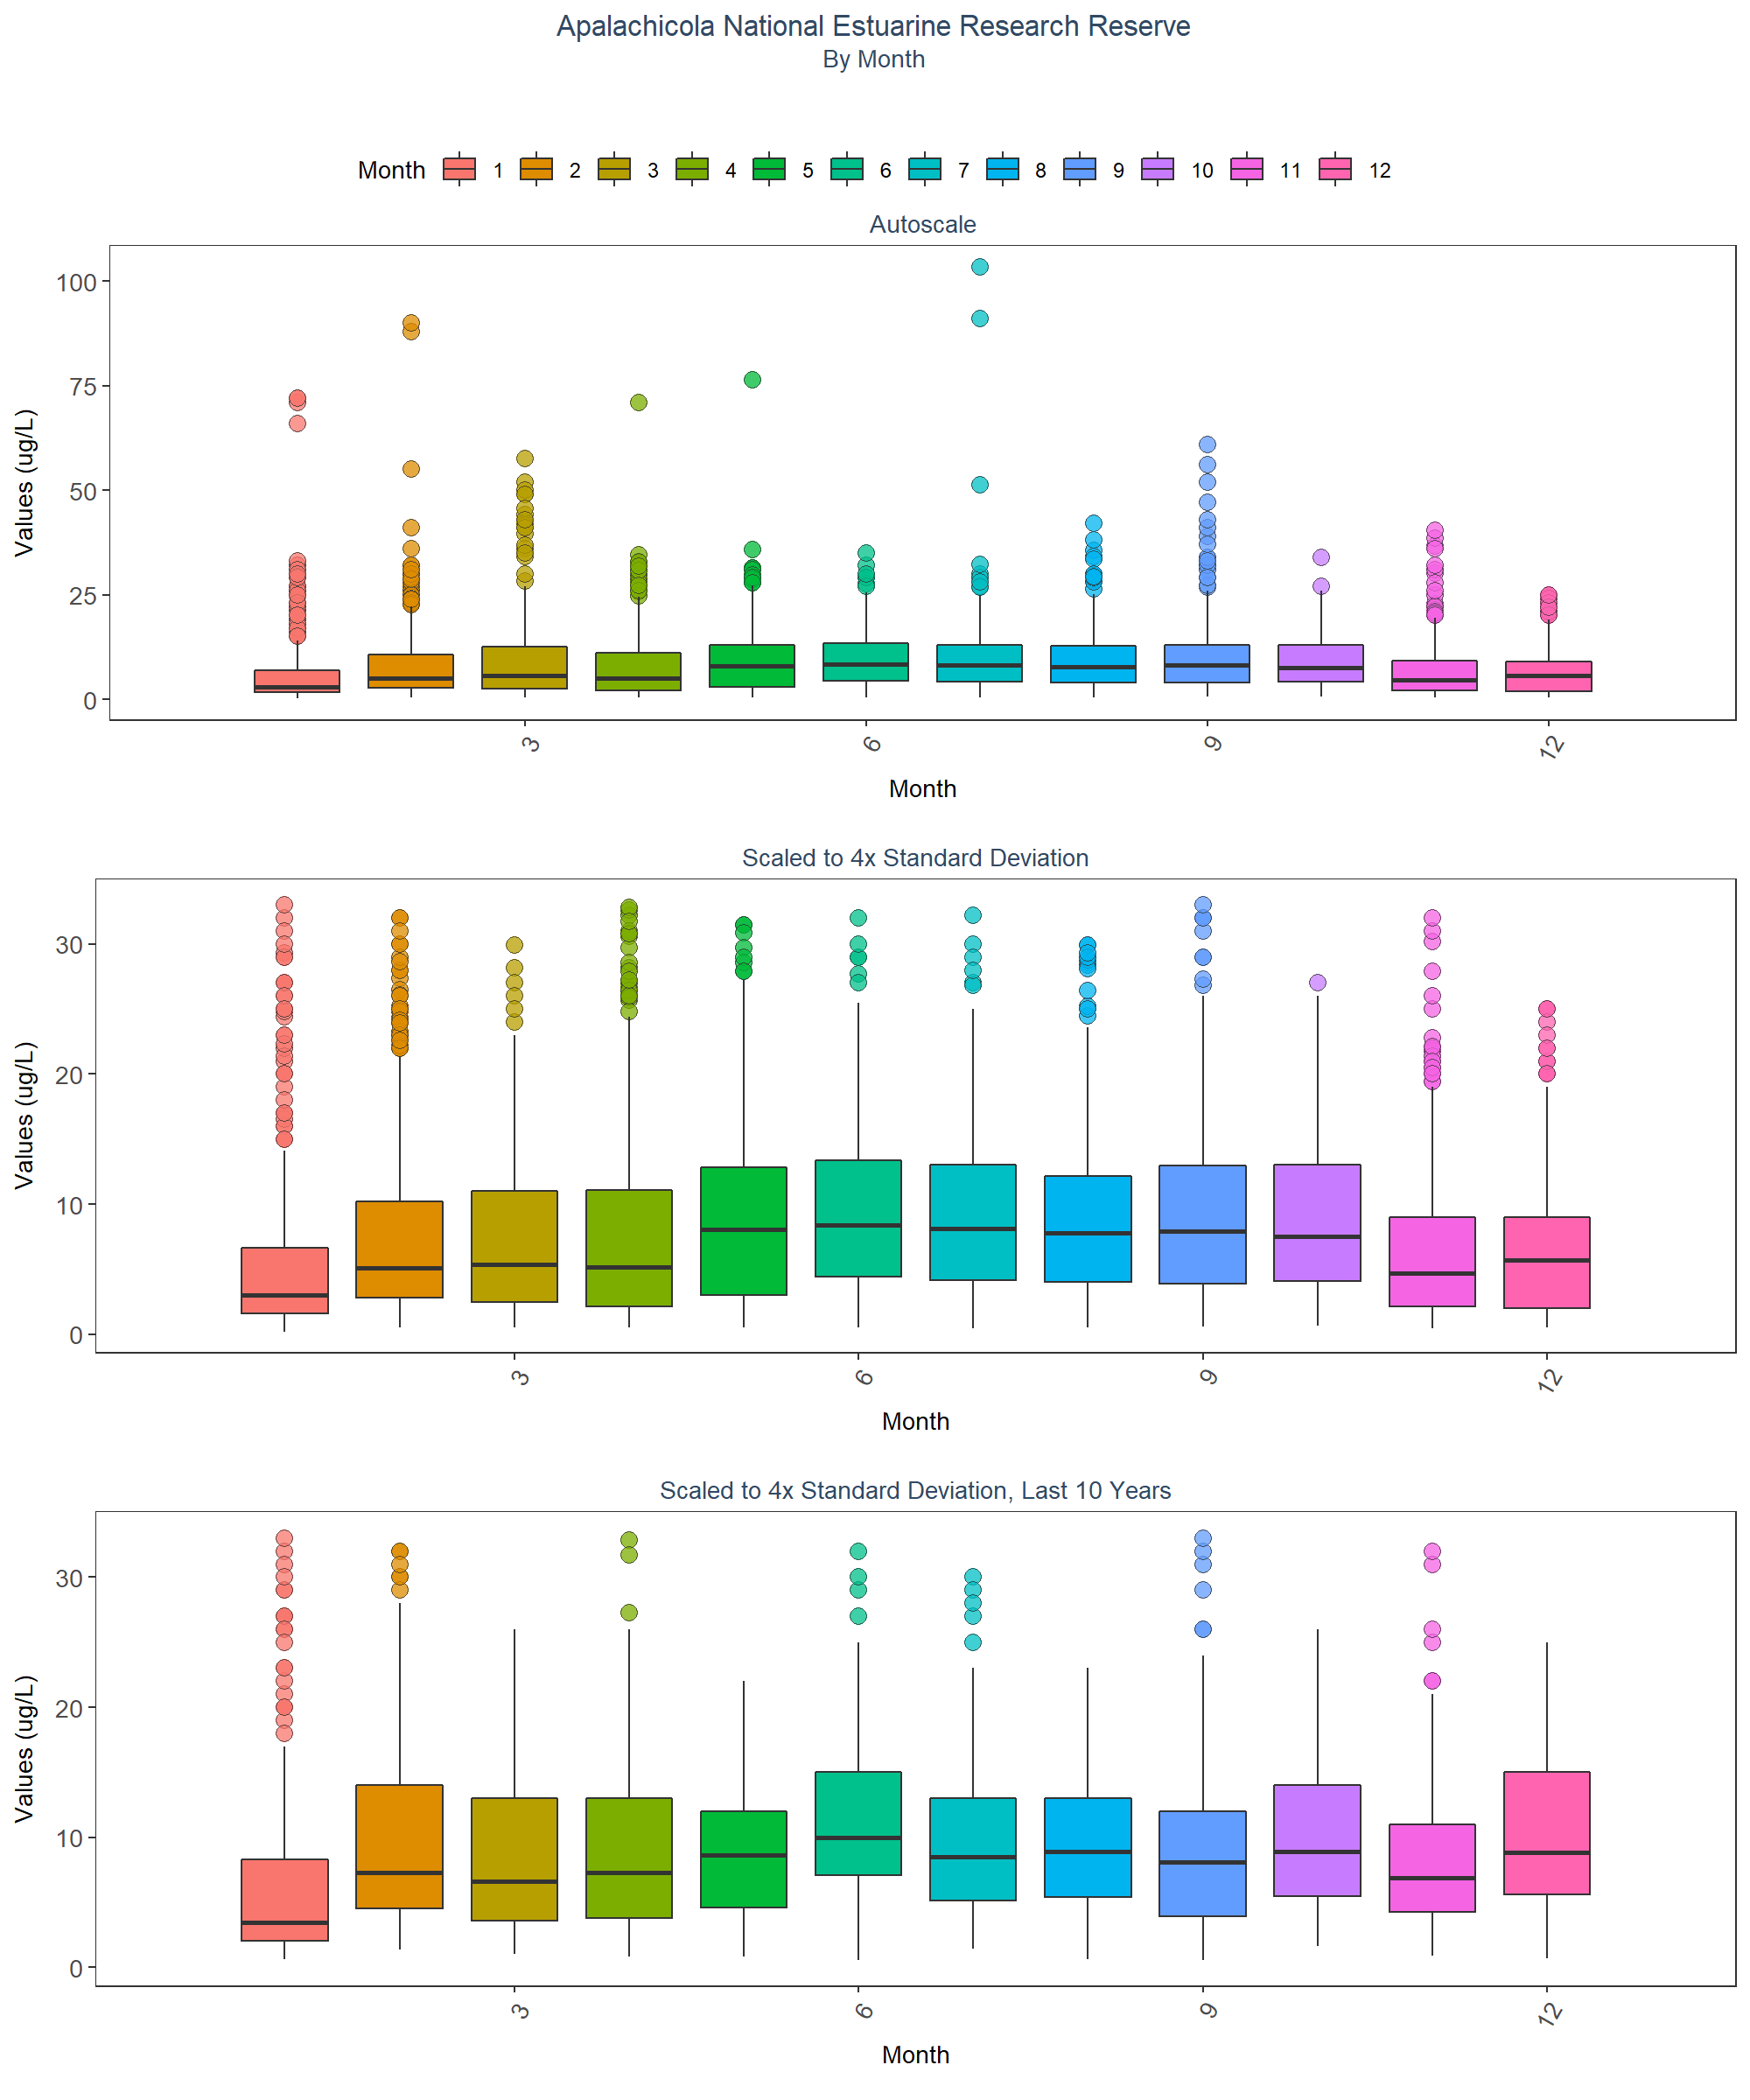 Apalachicola National Estuarine Research Reserve
By Month
Month 1 2 3 4 5 6 7 8 9 10 11 12
Autoscale
Values (ug/L)
100
75
50
25
0
3 6 9 12
Month
Scaled to 4x Standard Deviation
Values (ug/L)
30
20
10
0
3 6 9 12
Month
Scaled to 4x Standard Deviation, Last 10 Years
Values (ug/L)
30
20
10
0
3 6 9 12
Month